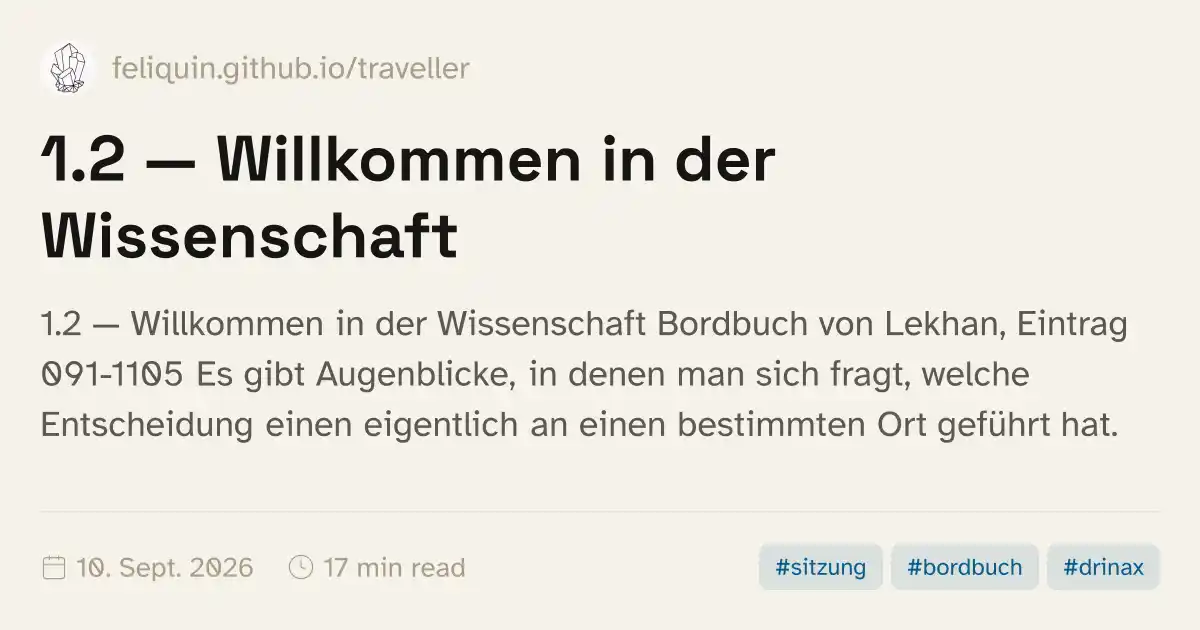 feliquin.github.io/traveller
1.2 — Willkommen in der
Wissenschaft
1.2 — Willkommen in der Wissenschaft Bordbuch von Lekhan, Eintrag
091-1105 Es gibt Augenblicke, in denen man sich fragt, welche
Entscheidung einen eigentlich an einen bestimmten Ort geführt hat.
10. Sept. 2026 17 min read #sitzung #bordbuch #drinax